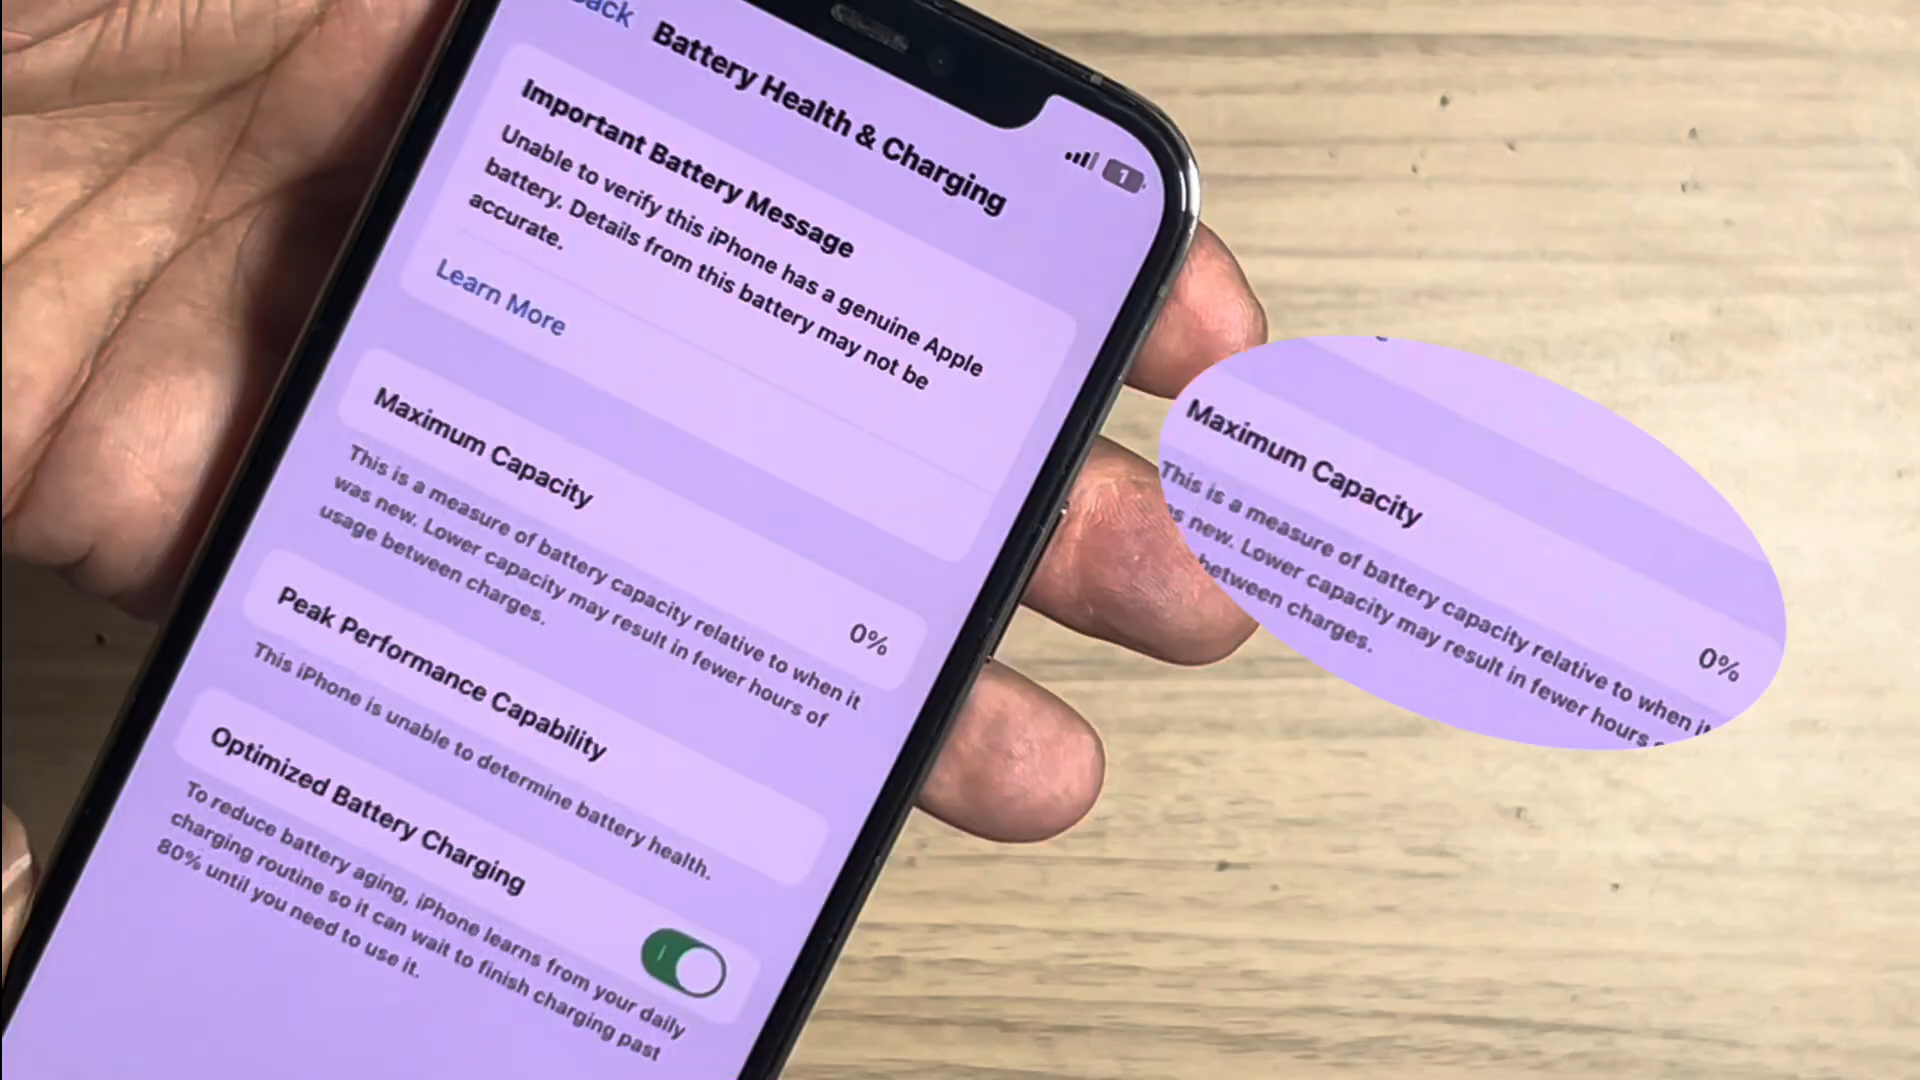 Back
Battery Health & Charging
1
Important Battery Message
Unable to verify this iPhone has a genuine Apple
battery. Details from this battery may not be
accurate.
Learn More
Maximum Capacity
0%
This is a measure of battery capacity relative to when it
was new. Lower capacity may result in fewer hours of
usage between charges.
Peak Performance Capability
This iPhone is unable to determine battery health.
Optimized Battery Charging
To reduce battery aging, iPhone learns from your daily
charging routine so it can wait to finish charging past
80% until you need to use it.
Maximum Capacity
0%
This is a measure of battery capacity relative to when it
new. Lower capacity may result in fewer hours
between charges.